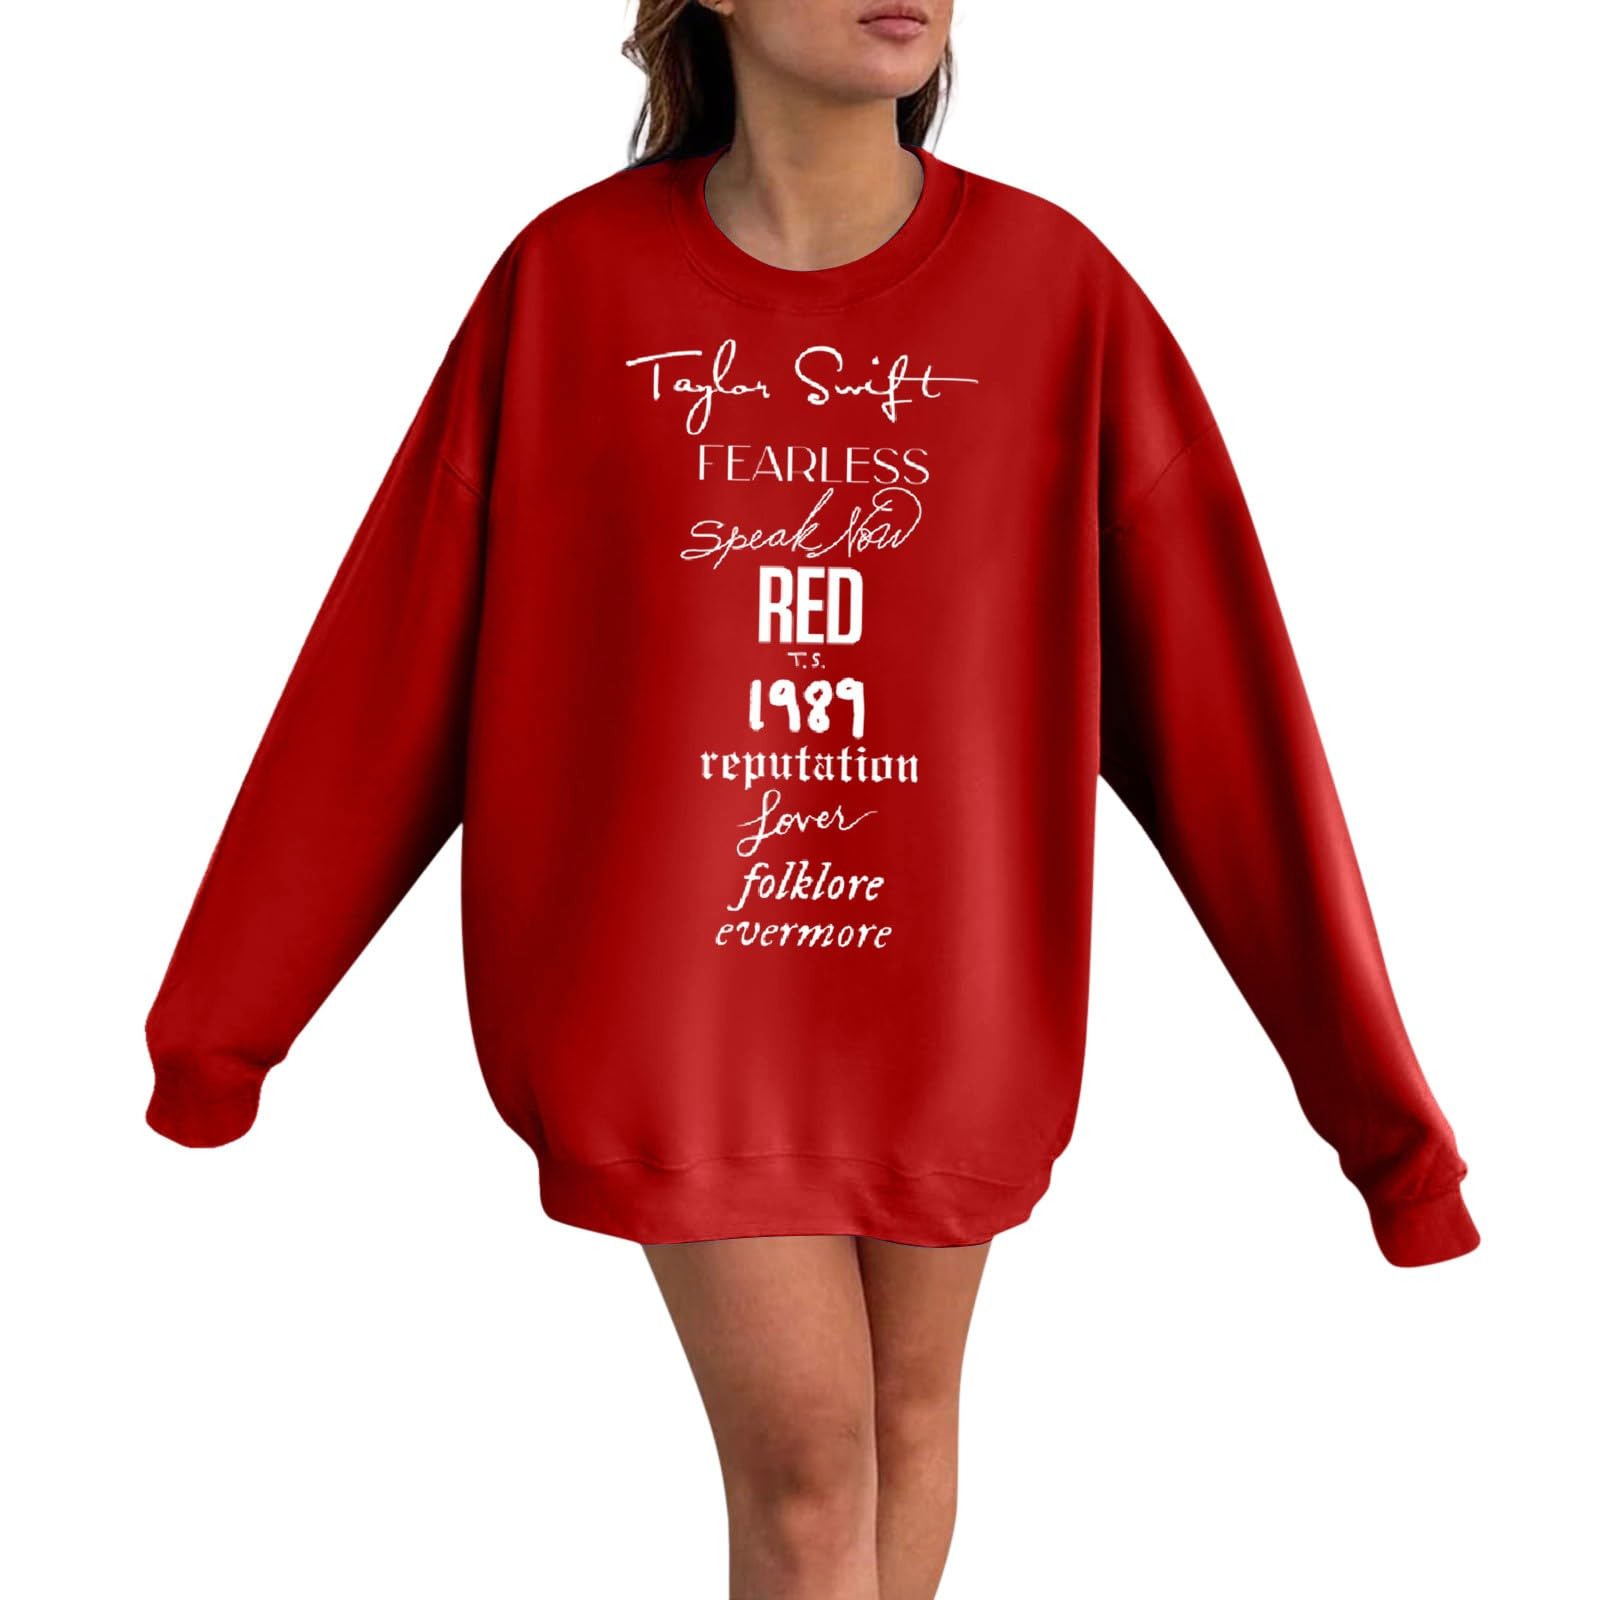 Taylor Swift
FEARLESS
Speak Now
RED
T.S.
1989
reputation
Lover
folklore
evermore